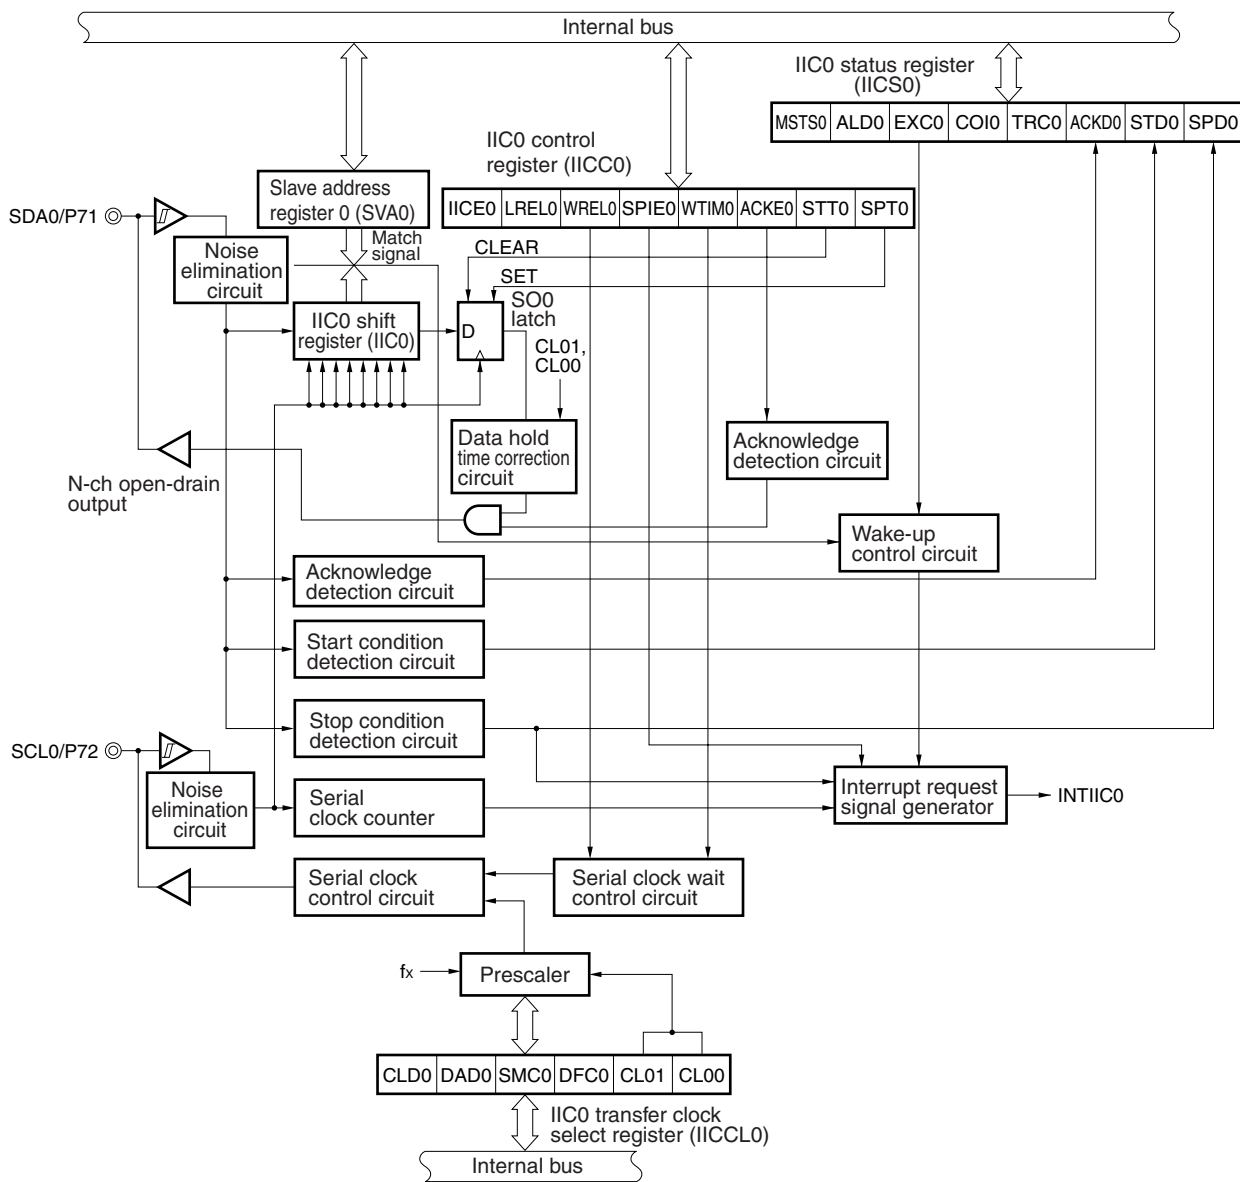 Internal bus
IIC0 status register
(IICS0)
MSTS0 ALD0 EXC0 COI0 TRC0 ACKD0 STD0 SPD0
IIC0 control
register (IICC0)
Slave address
register 0 (SVA0)
IICE0 LREL0 WREL0 SPIE0 WTIM0 ACKE0 STT0 SPT0
SDA0/P71
Match
signal
Noise
elimination
circuit
CLEAR
SET
IIC0 shift
register (IIC0)
D
SO0
latch
CL01,
CL00
Data hold
time correction
circuit
Acknowledge
detection circuit
N-ch open-drain
output
Wake-up
control circuit
Acknowledge
detection circuit
Start condition
detection circuit
Stop condition
detection circuit
SCL0/P72
Noise
elimination
circuit
Serial
clock counter
Interrupt request
signal generator
INTIIC0
Serial clock
control circuit
Serial clock wait
control circuit
fx
Prescaler
CLD0 DAD0 SMC0 DFC0 CL01 CL00
IIC0 transfer clock
select register (IICCL0)
Internal bus